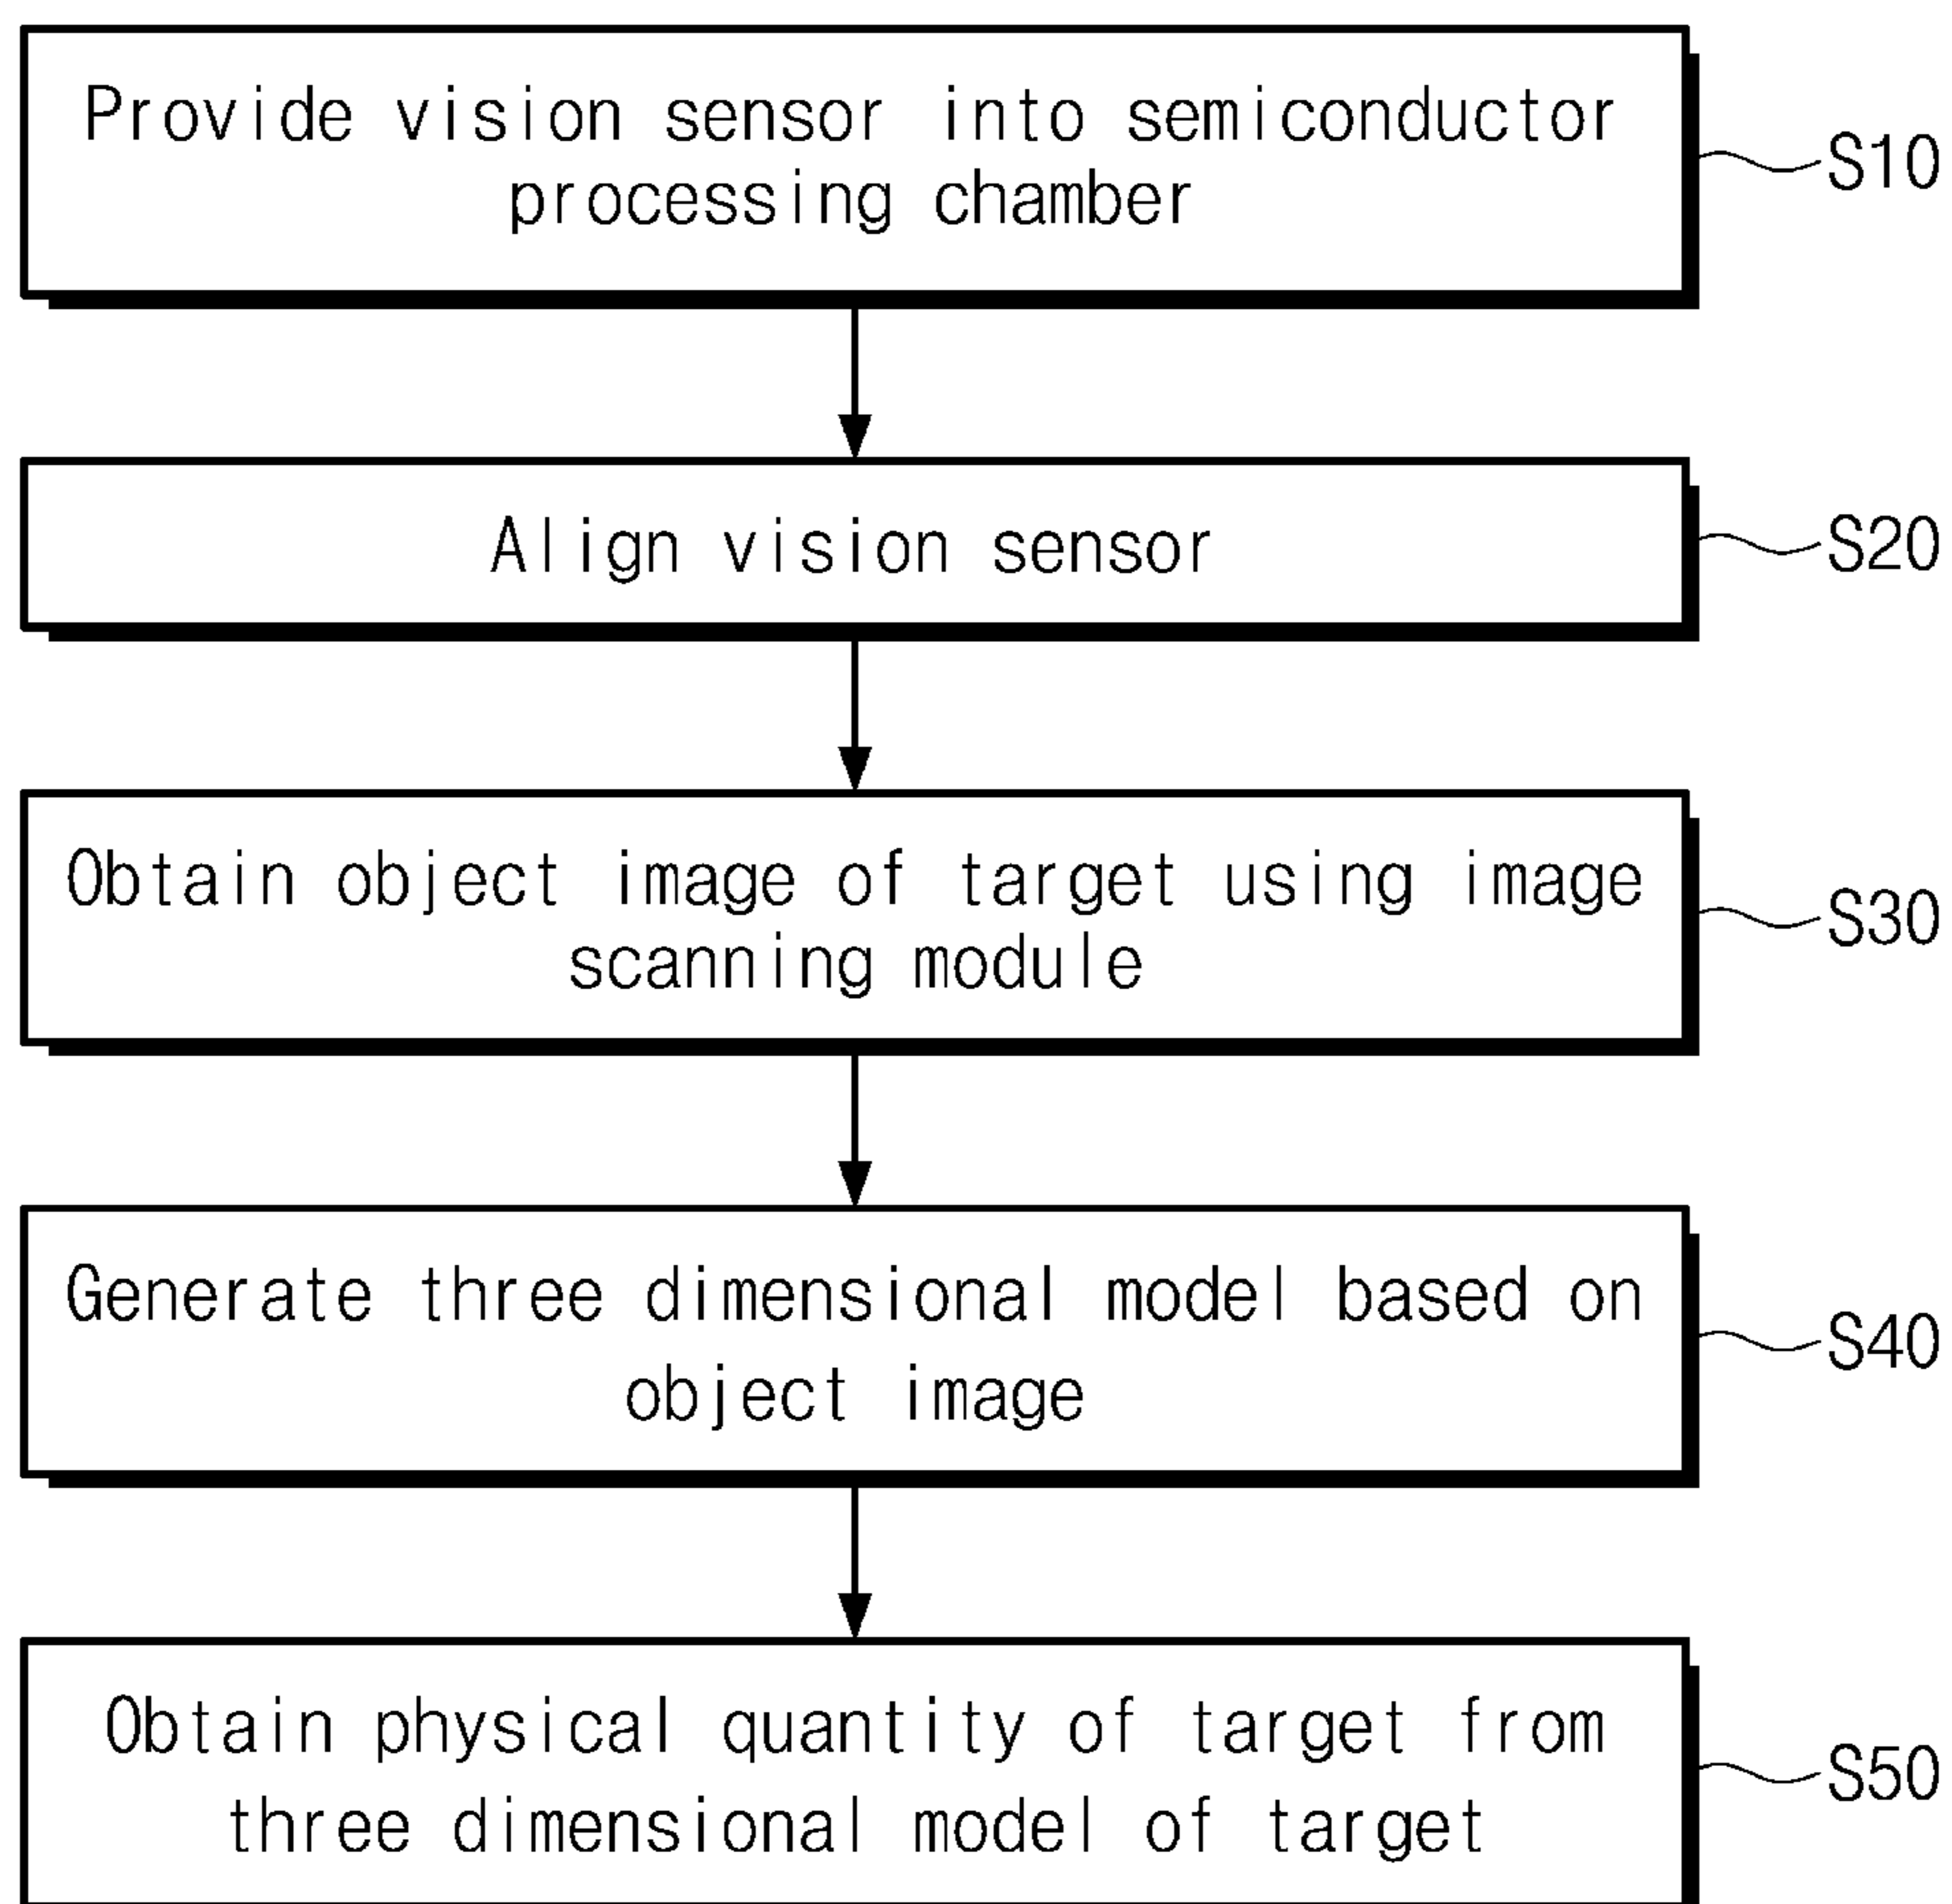 Provide vision sensor into semiconductor
processing chamber
S10
Align vision sensor
S20
Obtain object image of target using image
scanning module
S30
Generate three dimensional model based on
object image
S40
Obtain physical quantity of target from
three dimensional model of target
S50